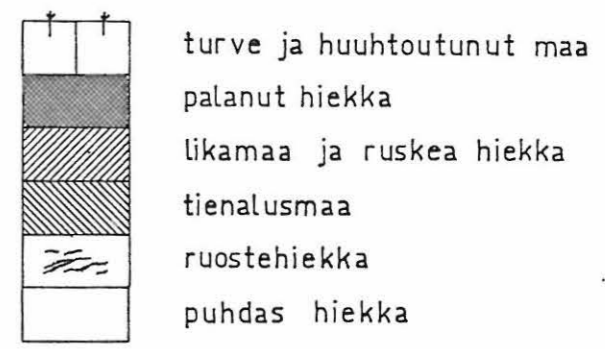 turve ja huuhtoutunut maa
palanut hiekka
likamaa ja ruskea hiekka
tienalusmaa
ruostehiekka
puhdas hiekka